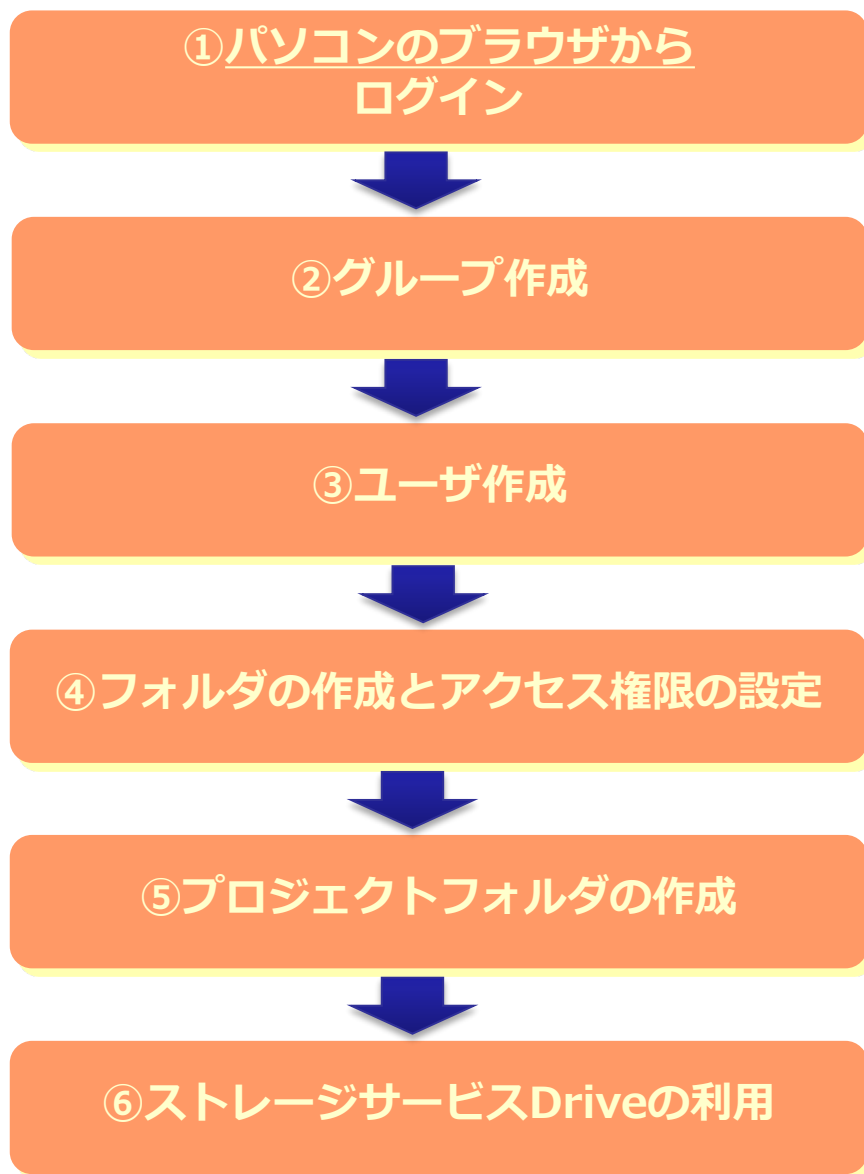 ①パソコンのブラウザから
ログイン
②グループ作成
③ユーザ作成
④フォルダの作成とアクセス権限の設定
⑤プロジェクトフォルダの作成
⑥ストレージサービスDriveの利用